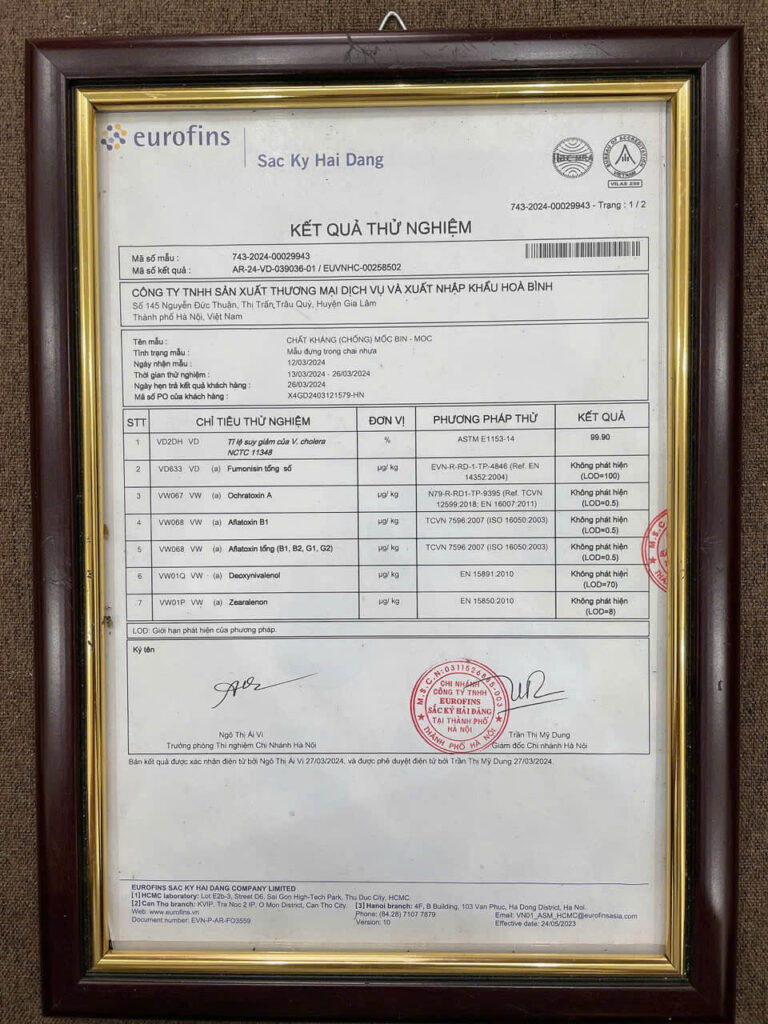 eurofins
Sac Ky Hai Dang
BUREAU OF ACCREDITATION
VIETNAM
VILAS 238
743-2024-00029943 - Trang : 1 / 2
KẾT QUẢ THỬ NGHIỆM
Mã số mẫu : 743-2024-00029943
Mã số kết quả : AR-24-VD-039036-01 / EUVNHC-00258502
CÔNG TY TNHH SẢN XUẤT THƯƠNG MẠI DỊCH VỤ VÀ XUẤT NHẬP KHẨU HOÀ BÌNH
Số 145 Nguyễn Đức Thuận, Thị Trấn Trâu Quỳ, Huyện Gia Lâm
Thành phố Hà Nội, Việt Nam
Tên mẫu : CHẤT KHÁNG (CHỐNG) MỐC BIN - MOC
Tình trạng mẫu : Mẫu đựng trong chai nhựa
Ngày nhận mẫu : 12/03/2024
Thời gian thử nghiệm : 13/03/2024 - 26/03/2024
Ngày hẹn trả kết quả khách hàng : 26/03/2024
Mã số PO của khách hàng : X4GD2403121579-HN
STT CHỈ TIÊU THỬ NGHIỆM ĐƠN VỊ PHƯƠNG PHÁP THỬ KẾT QUẢ
1 VD2DH VD Tỉ lệ suy giảm của V. cholera % ASTM E1153-14 99.90
NCTC 11348
2 VD633 VD (a) Fumonisin tổng số µg/ kg EVN-R-RD-1-TP-4846 (Ref. EN Không phát hiện
14352:2004) (LOD=100)
3 VW067 VW (a) Ochratoxin A µg/ kg N79-R-RD1-TP-9395 (Ref. TCVN Không phát hiện
12599:2018; EN 16007:2011) (LOD=0.5)
4 VW068 VW (a) Aflatoxin B1 µg/ kg TCVN 7596:2007 (ISO 16050:2003) Không phát hiện
(LOD=0.5)
5 VW068 VW (a) Aflatoxin tổng (B1, B2, G1, G2) µg/ kg TCVN 7596:2007 (ISO 16050:2003) Không phát hiện
(LOD=0.5)
6 VW01Q VW (a) Deoxynivalenol µg/ kg EN 15891:2010 Không phát hiện
(LOD=70)
7 VW01P VW (a) Zearalenon µg/ kg EN 15850:2010 Không phát hiện
(LOD=8)
LOD: Giới hạn phát hiện của phương pháp.
Ký tên
M.S.C.N:0311526885-003
CHI NHÁNH
CÔNG TY TNHH
EUROFINS
SẮC KÝ HẢI ĐĂNG
TẠI THÀNH PHỐ
HÀ NỘI
THÀNH PHỐ HÀ NỘI
Ngô Thị Ái Vi Trần Thị Mỹ Dung
Trưởng phòng Thí nghiệm Chi Nhánh Hà Nội Giám đốc Chi nhánh Hà Nội
Bản kết quả được xác nhận điện tử bởi Ngô Thị Ái Vi 27/03/2024, và được phê duyệt điện tử bởi Trần Thị Mỹ Dung 27/03/2024.
EUROFINS SAC KY HAI DANG COMPANY LIMITED
[1] HCMC laboratory: Lot E2b-3, Street D6, Sai Gon High-Tech Park, Thu Duc City, HCMC
[2] Can Tho branch: KVIP, Tra Noc 2 IP, O Mon District, Can Tho City. [3] Hanoi branch: 4F, B Building, 103 Van Phuc, Ha Dong District, Ha Noi.
Web: www.eurofins.vn Phone: (84.28) 7107 7879 Email: VN01_ASM_HCMC@eurofinsasia.com
Document number: EVN-P-AR-FO3559 Version: 10 Effective date: 24/05/2023